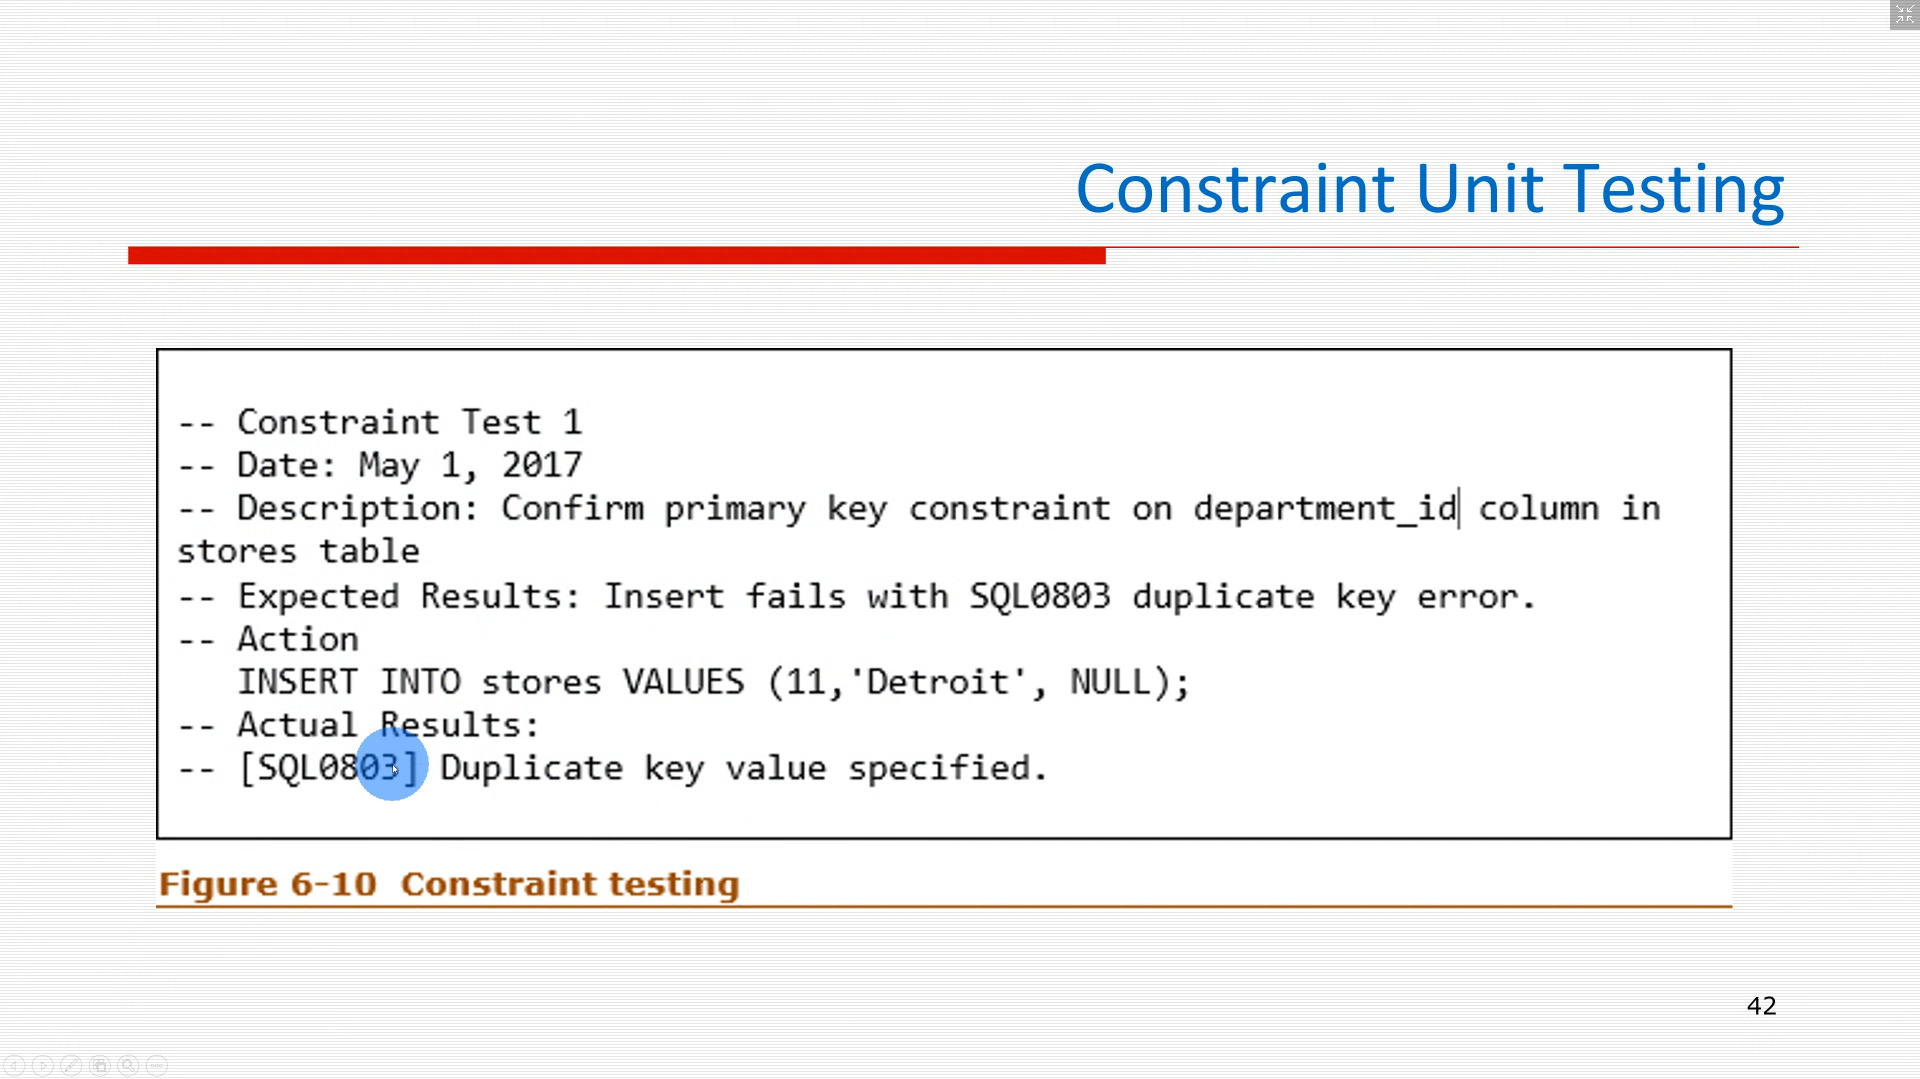 Constraint Unit Testing
-- Constraint Test 1
-- Date: May 1, 2017
-- Description: Confirm primary key constraint on department_id column in
stores table
-- Expected Results: Insert fails with SQL0803 duplicate key error.
-- Action
INSERT INTO stores VALUES (11,'Detroit', NULL);
-- Actual Results:
-- [SQL0803] Duplicate key value specified.
Figure 6-10 Constraint testing
42